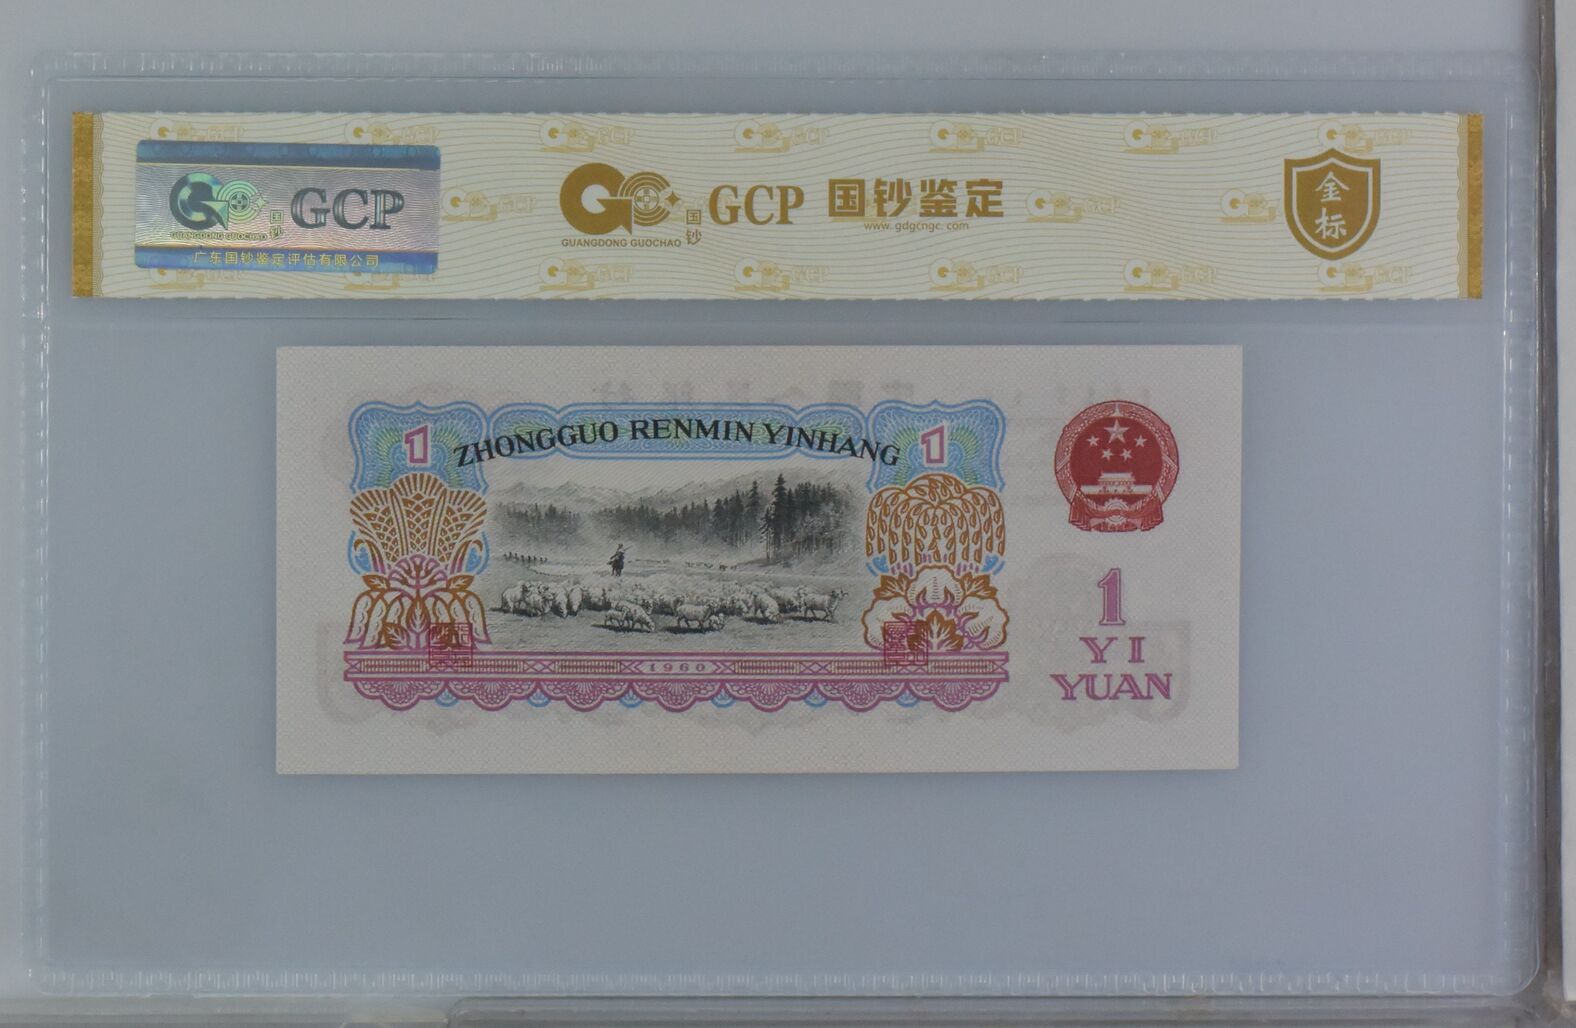 GCP
国钞
GUANGDONG GUOCHAO
广东国钞鉴定评估有限公司
GCP 国钞鉴定
国钞
GUANGDONG GUOCHAO
www.gdgcngc.com
金标
ZHONGGUO RENMIN YINHANG
1
1
1960
1
YI
YUAN